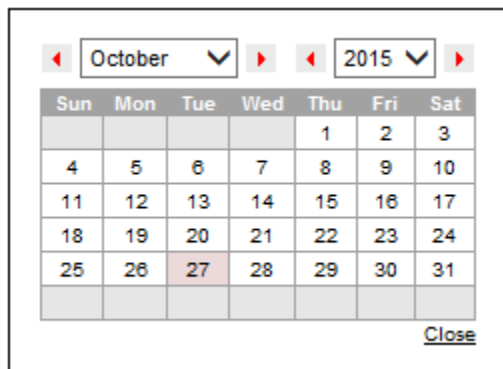 October 2015
Sun Mon Tue Wed Thu Fri Sat
1 2 3
4 5 6 7 8 9 10
11 12 13 14 15 16 17
18 19 20 21 22 23 24
25 26 27 28 29 30 31
Close